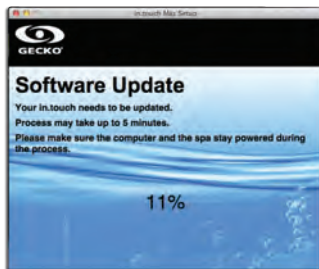 in.touch Mac Setup
GECKO
Software Update
Your in.touch needs to be updated.
Process may take up to 5 minutes.
Please make sure the computer and the spa stay powered during
the process.
11%